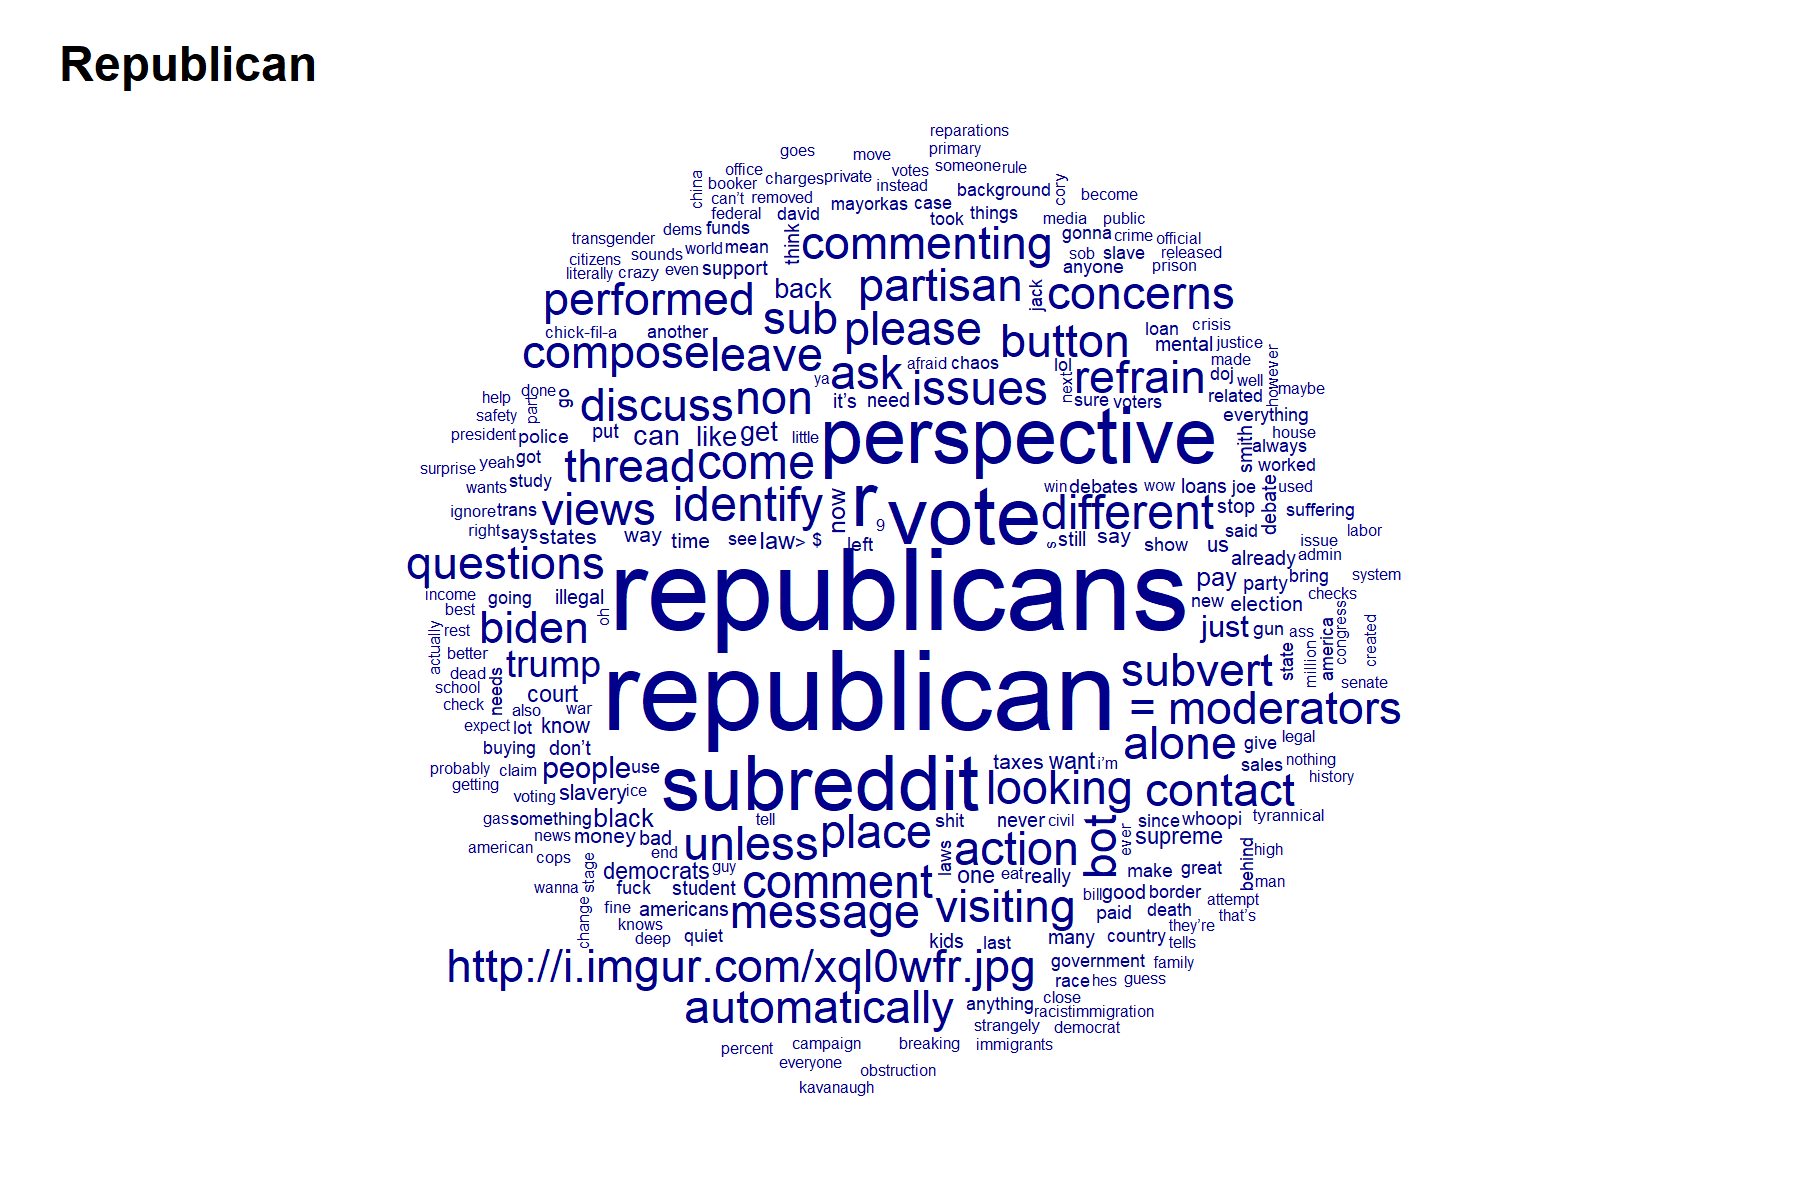 Republican
reparations
goes move primary
office votes someone rule
china booker charges private instead background cory become
can't removed mayorkas case
federal david took things media public
transgender dems funds think commenting gonna crime official
citizens sounds world mean sob slave released
literally crazy even support anyone prison
performed back partisan jack concerns
chick-fil-a another sub please button loan crisis
compose leave mental justice
afraid chaos lol made
ya ask issues next refrain doj well however
help done part go discuss non it's need sure voters related maybe
safety everything
president police put can like get little perspective smith house
always
surprise yeah got thread come worked
wants study win debates wow loans joe used
ignore trans views identify now r vote different stop debate suffering
9
right says states way time see law > $ left s still say show us said issue labor
already admin
questions republicans pay party bring system
income best going illegal oh new election checks
actually rest biden just gun ass state million america congress created
better trump
dead needs court republican subvert senate
school
check also war = moderators
expect lot know
buying don't alone give legal
probably claim people use subreddit taxes want i'm sales nothing
getting looking contact history
voting slavery ice
gas something black tell shit never civil bot since whoopi tyrannical
news money bad unless place ever supreme
american cops end laws action behind high
stage democrats guy comment one eat really make great
wanna fuck student bill good border man
change fine americans message visiting paid death attempt
knows that's
deep quiet kids last many country they're
tells
http://i.imgur.com/xql0wfr.jpg government family
race hes guess
automatically anything close
racist immigration
strangely democrat
percent campaign breaking immigrants
everyone
obstruction
kavanaugh